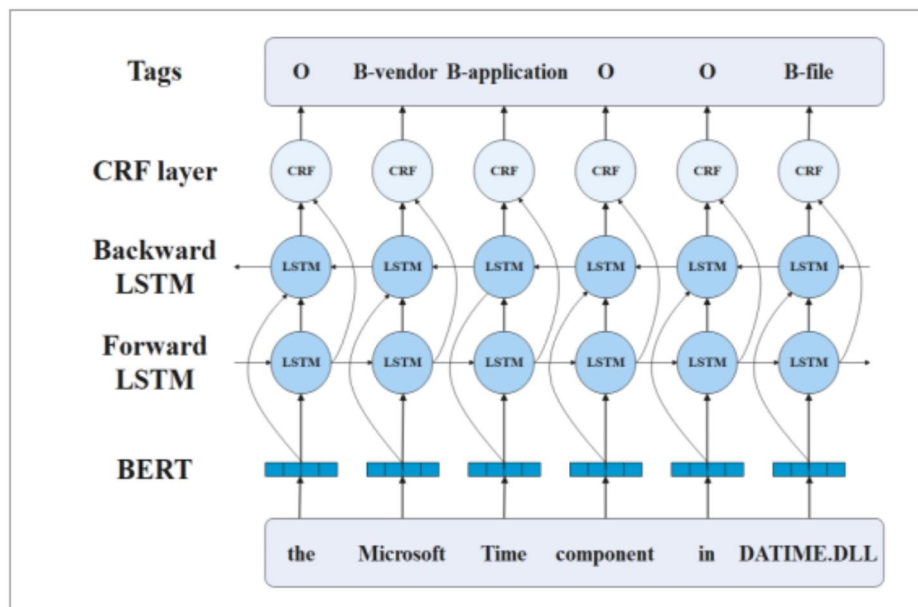 Tags O B-vendor B-application O O B-file
CRF layer CRF CRF CRF CRF CRF CRF
Backward
LSTM LSTM LSTM LSTM LSTM LSTM LSTM
Forward
LSTM LSTM LSTM LSTM LSTM LSTM LSTM
BERT
the Microsoft Time component in DATIME.DLL